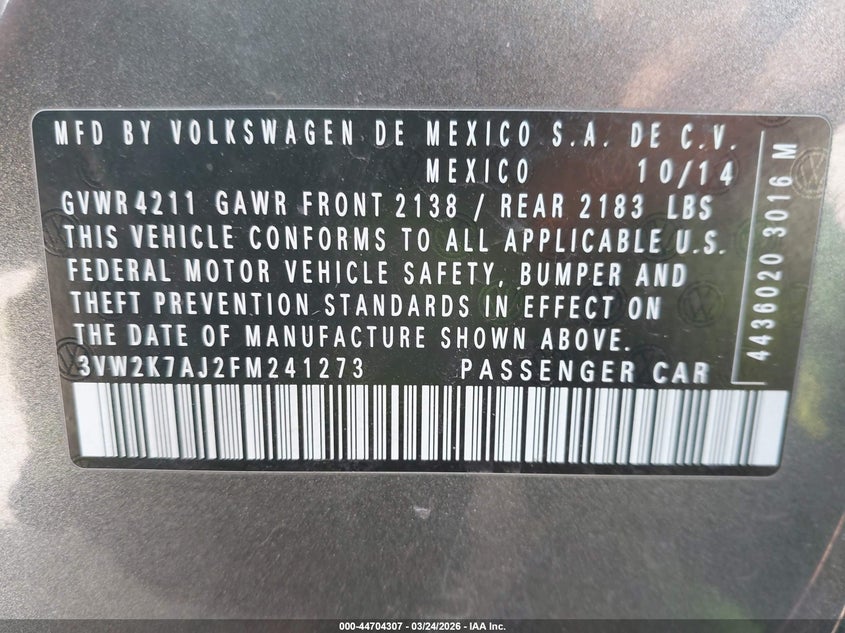 MFD BY VOLKSWAGEN DE MEXICO S.A. DE C.V.
MEXICO 10/14
GVWR 4211 GAWR FRONT 2138 / REAR 2183 LBS
THIS VEHICLE CONFORMS TO ALL APPLICABLE U.S.
FEDERAL MOTOR VEHICLE SAFETY, BUMPER AND
THEFT PREVENTION STANDARDS IN EFFECT ON
THE DATE OF MANUFACTURE SHOWN ABOVE.
3VW2K7AJ2FM241273 PASSENGER CAR
4436020 3016 M
000-44704307 - 03/24/2026 - IAA Inc.